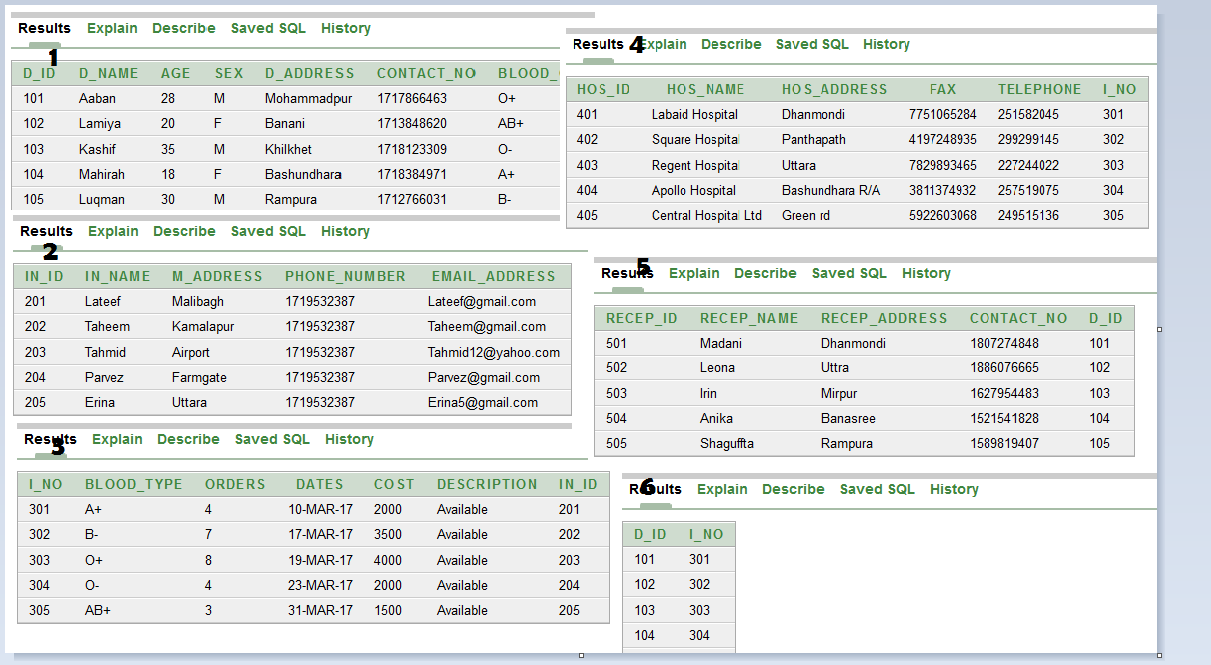 Results Explain Describe Saved SQL History
1
D_ID D_NAME AGE SEX D_ADDRESS CONTACT_NO BLOOD_
101 Aaban 28 M Mohammadpur 1717866463 O+
102 Lamiya 20 F Banani 1713848620 AB+
103 Kashif 35 M Khilkhet 1718123309 O-
104 Mahirah 18 F Bashundhara 1718384971 A+
105 Luqman 30 M Rampura 1712766031 B-
Results Explain Describe Saved SQL History
2
IN_ID IN_NAME M_ADDRESS PHONE_NUMBER EMAIL_ADDRESS
201 Lateef Malibagh 1719532387 Lateef@gmail.com
202 Taheem Kamalapur 1719532387 Taheem@gmail.com
203 Tahmid Airport 1719532387 Tahmid12@yahoo.com
204 Parvez Farmgate 1719532387 Parvez@gmail.com
205 Erina Uttara 1719532387 Erina5@gmail.com
Results Explain Describe Saved SQL History
3
I_NO BLOOD_TYPE ORDERS DATES COST DESCRIPTION IN_ID
301 A+ 4 10-MAR-17 2000 Available 201
302 B- 7 17-MAR-17 3500 Available 202
303 O+ 8 19-MAR-17 4000 Available 203
304 O- 4 23-MAR-17 2000 Available 204
305 AB+ 3 31-MAR-17 1500 Available 205
Results 4 Explain Describe Saved SQL History
HOS_ID HOS_NAME HOS_ADDRESS FAX TELEPHONE I_NO
401 Labaid Hospital Dhanmondi 7751065284 251582045 301
402 Square Hospital Panthapath 4197248935 299299145 302
403 Regent Hospital Uttara 7829893465 227244022 303
404 Apollo Hospital Bashundhara R/A 3811374932 257519075 304
405 Central Hospital Ltd Green rd 5922603068 249515136 305
5
Results Explain Describe Saved SQL History
RECEP_ID RECEP_NAME RECEP_ADDRESS CONTACT_NO D_ID
501 Madani Dhanmondi 1807274848 101
502 Leona Uttra 1886076665 102
503 Irin Mirpur 1627954483 103
504 Anika Banasree 1521541828 104
505 Shaguffta Rampura 1589819407 105
6
Results Explain Describe Saved SQL History
D_ID I_NO
101 301
102 302
103 303
104 304